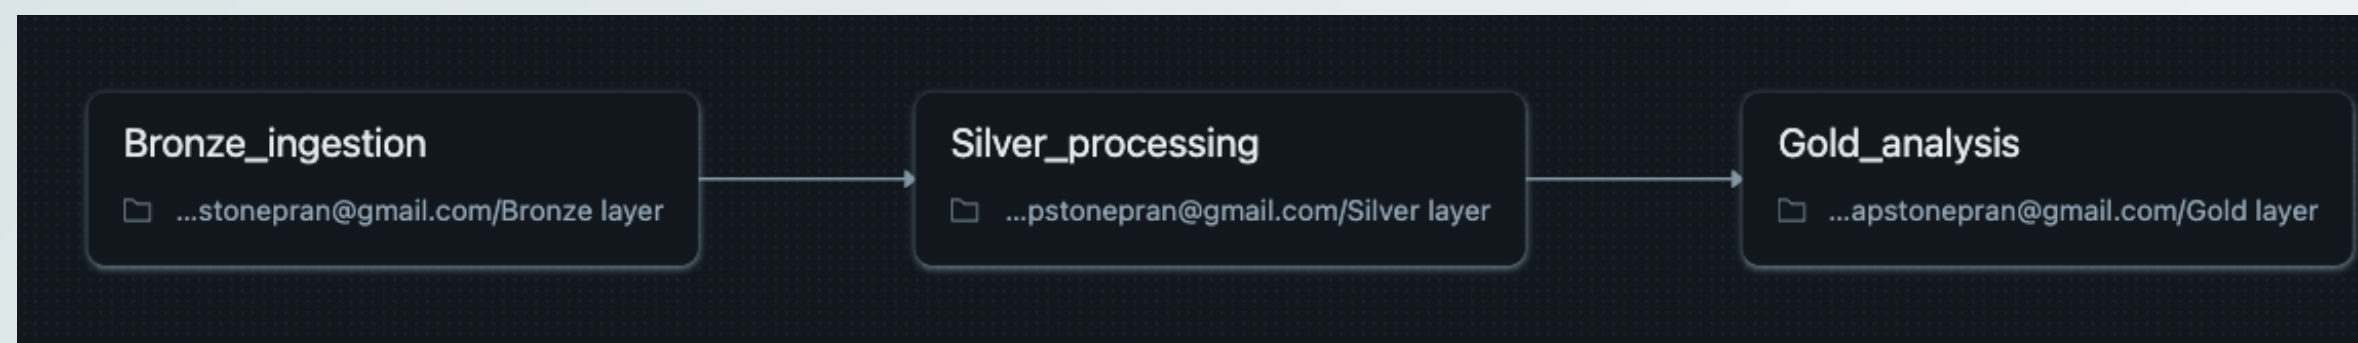 Bronze_ingestion
...stonepran@gmail.com/Bronze layer
Silver_processing
...pstonepran@gmail.com/Silver layer
Gold_analysis
...apstonepran@gmail.com/Gold layer